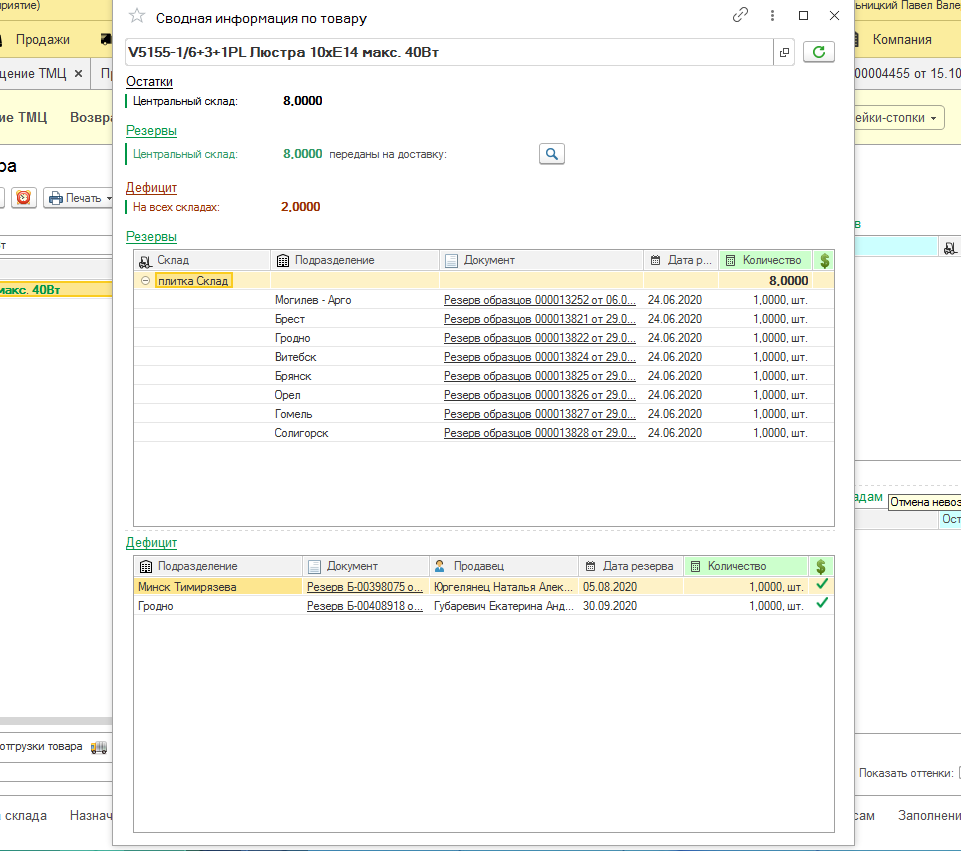 приятие)
Сводная информация по товару
ьницкий Павел Вале
Продажи
Компания
щение ТМЦ ×
V5155-1/6+3+1PL Люстра 10хЕ14 макс. 40Вт
00004455 от 15.10
Остатки
Центральный склад: 8,0000
ие ТМЦ Возвра
ейки-стопки
Резервы
Центральный склад: 8,0000 переданы на доставку:
ра
Дефицит
Печать
На всех складах: 2,0000
Резервы
Склад Подразделение Документ Дата р... Количество
плитка Склад 8,0000
макс. 40Вт
Могилев - Арго Резерв образцов 000013252 от 06.0... 24.06.2020 1,0000, шт.
Брест Резерв образцов 000013821 от 29.0... 24.06.2020 1,0000, шт.
Гродно Резерв образцов 000013822 от 29.0... 24.06.2020 1,0000, шт.
Витебск Резерв образцов 000013824 от 29.0... 24.06.2020 1,0000, шт.
Брянск Резерв образцов 000013825 от 29.0... 24.06.2020 1,0000, шт.
Орел Резерв образцов 000013826 от 29.0... 24.06.2020 1,0000, шт.
Гомель Резерв образцов 000013827 от 29.0... 24.06.2020 1,0000, шт.
Солигорск Резерв образцов 000013828 от 29.0... 24.06.2020 1,0000, шт.
адам
Отмена невоз
Ост
Дефицит
Подразделение Документ Продавец Дата резерва Количество
Минск Тимирязева Резерв Б-00398075 о... Юргелянец Наталья Алек... 05.08.2020 1,0000, шт.
Гродно Резерв Б-00408918 о... Губаревич Екатерина Анд... 30.09.2020 1,0000, шт.
отгрузки товара
Показать оттенки:
склада Назнач
сам Заполнени